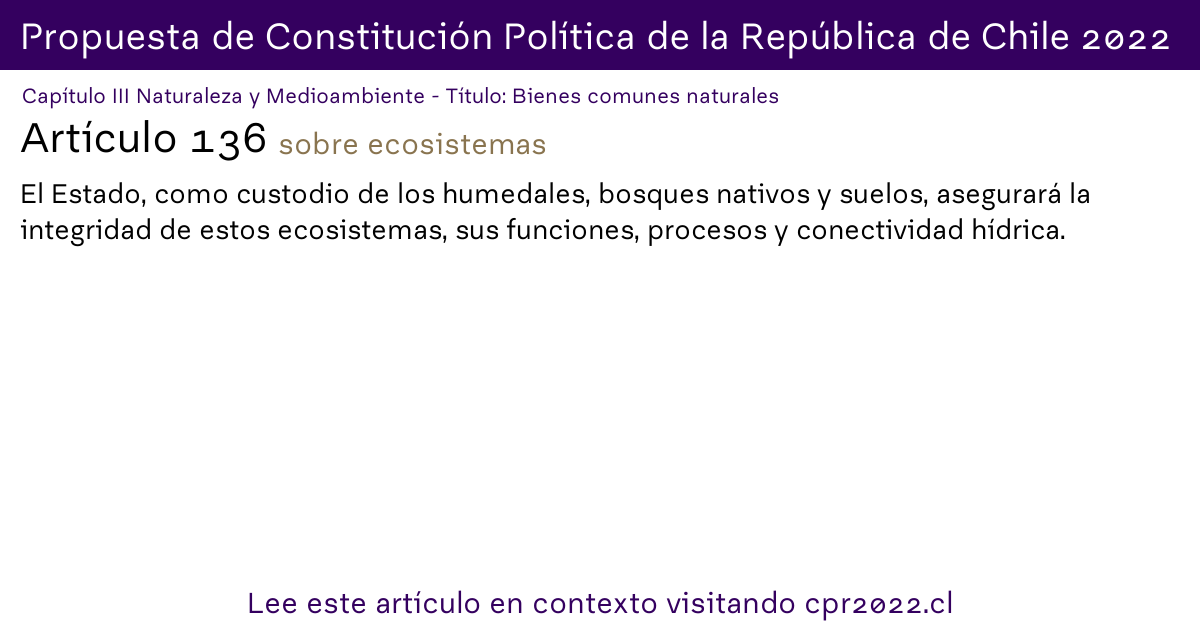 Propuesta de Constitución Política de la República de Chile 2022
Capítulo III Naturaleza y Medioambiente - Título: Bienes comunes naturales
Artículo 136 sobre ecosistemas
El Estado, como custodio de los humedales, bosques nativos y suelos, asegurará la
integridad de estos ecosistemas, sus funciones, procesos y conectividad hídrica.
Lee este artículo en contexto visitando cpr2022.cl